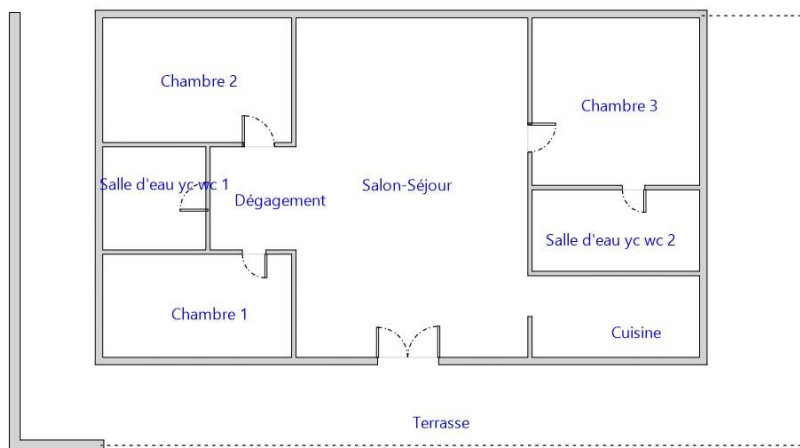 Chambre 2
Chambre 3
Salle d'eau yc wc 1
Salon-Séjour
Dégagement
Salle d'eau yc wc 2
Chambre 1
Cuisine
Terrasse